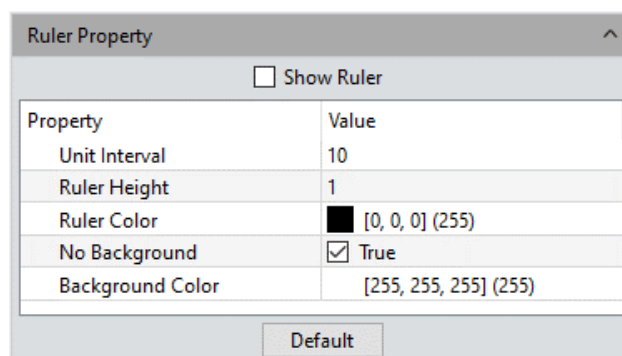 Ruler Property
Show Ruler
Property Value
Unit Interval 10
Ruler Height 1
Ruler Color [0, 0, 0] (255)
No Background True
Background Color [255, 255, 255] (255)
Default